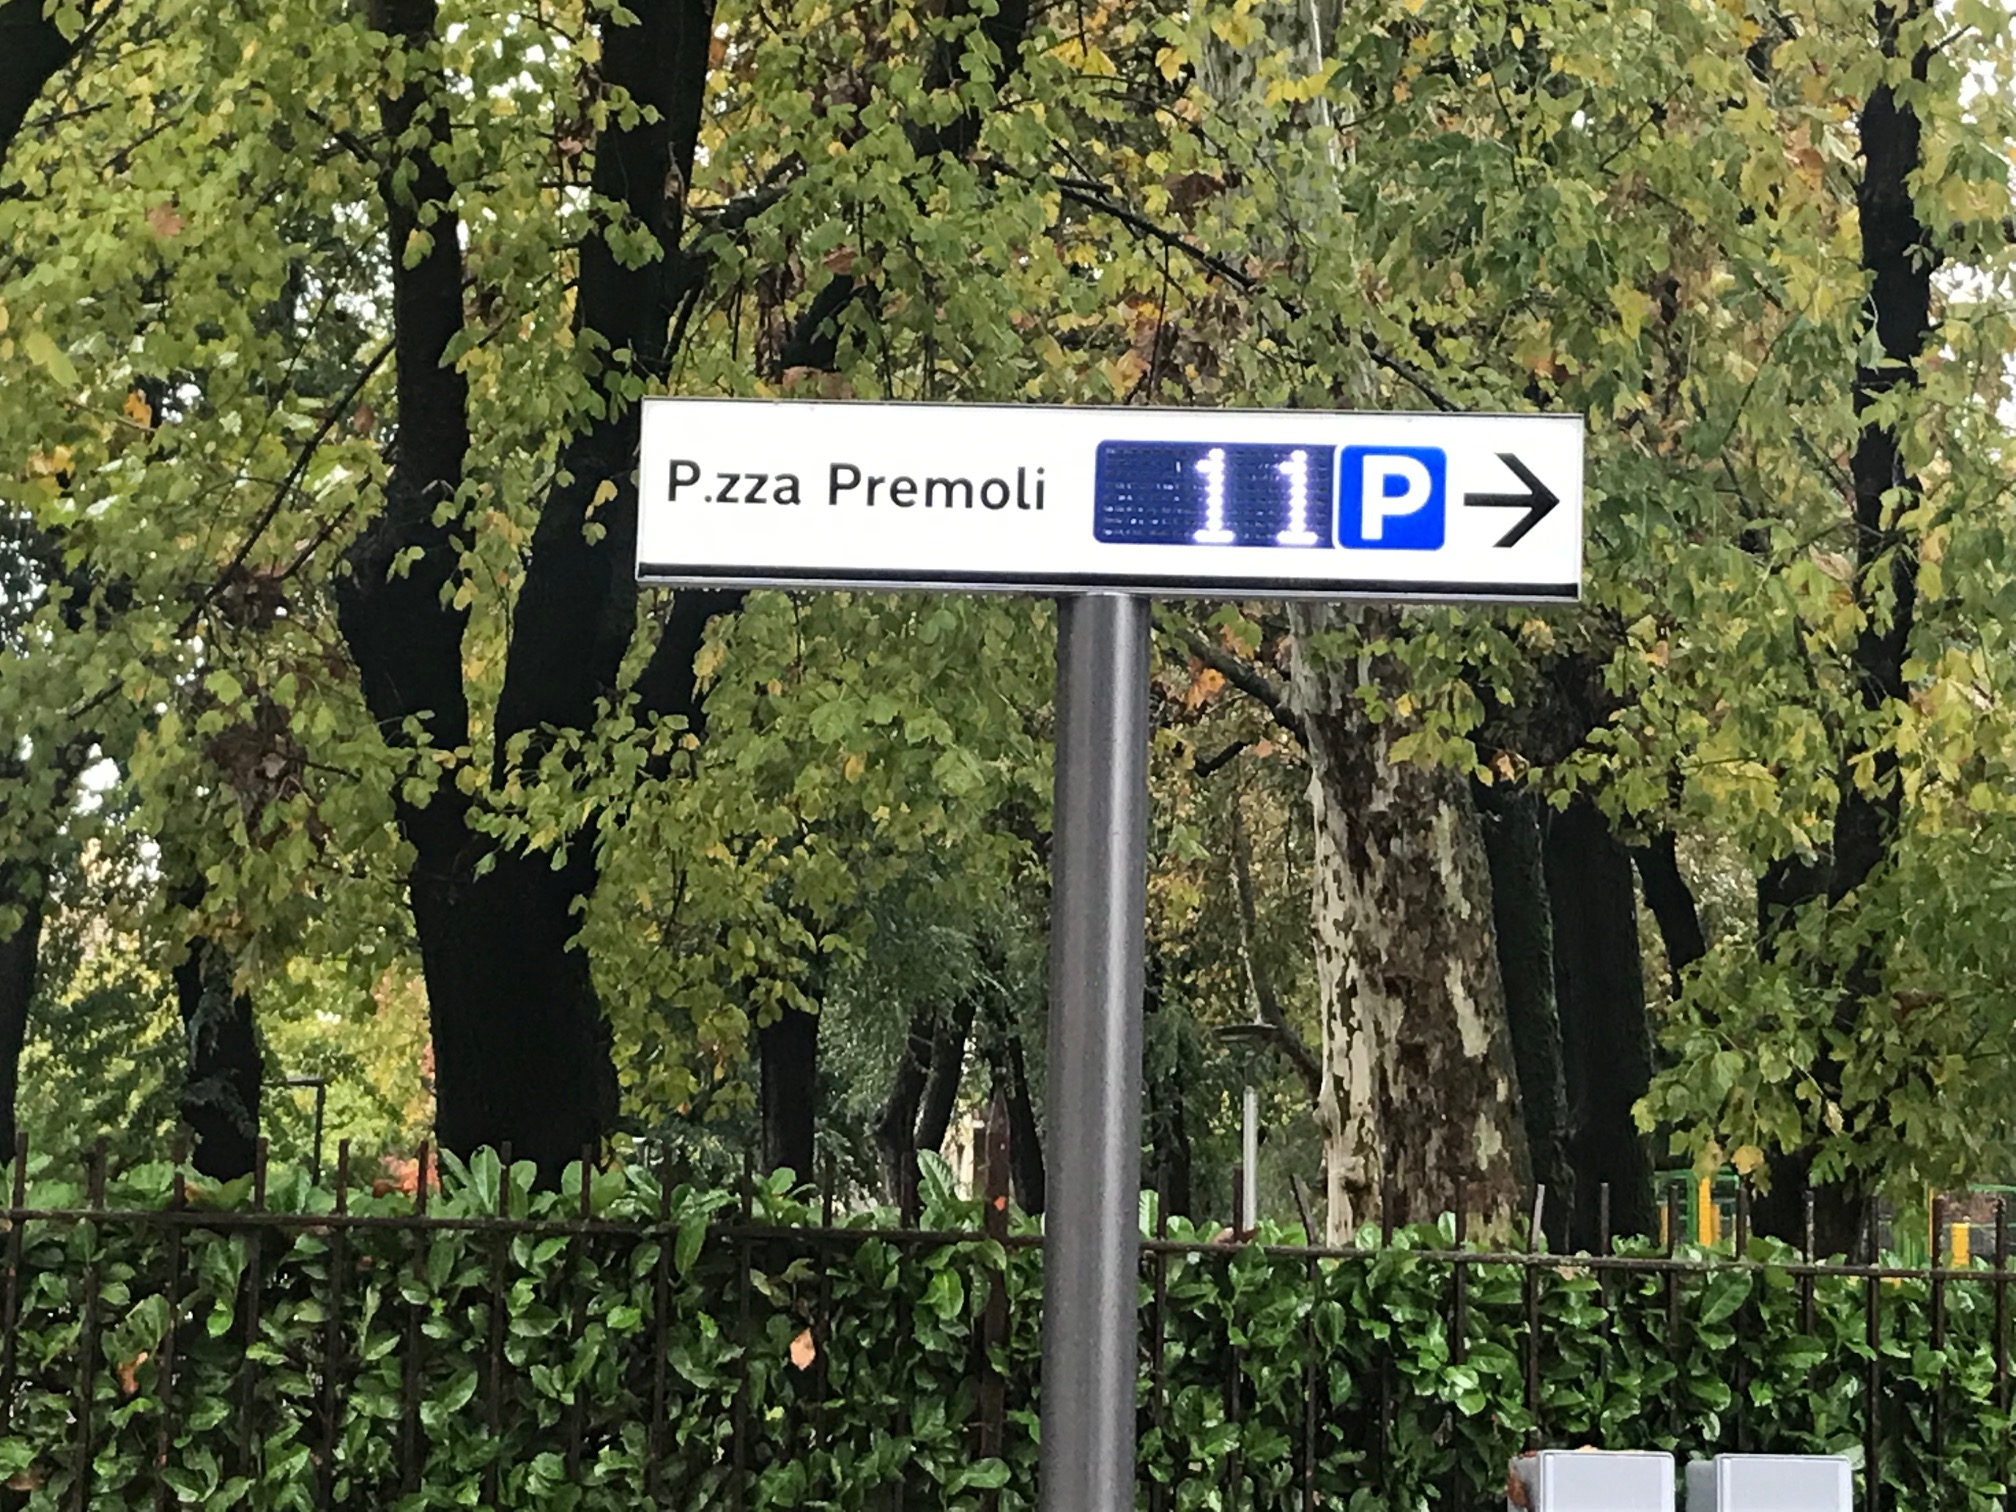 P.zza Premoli 11 P →